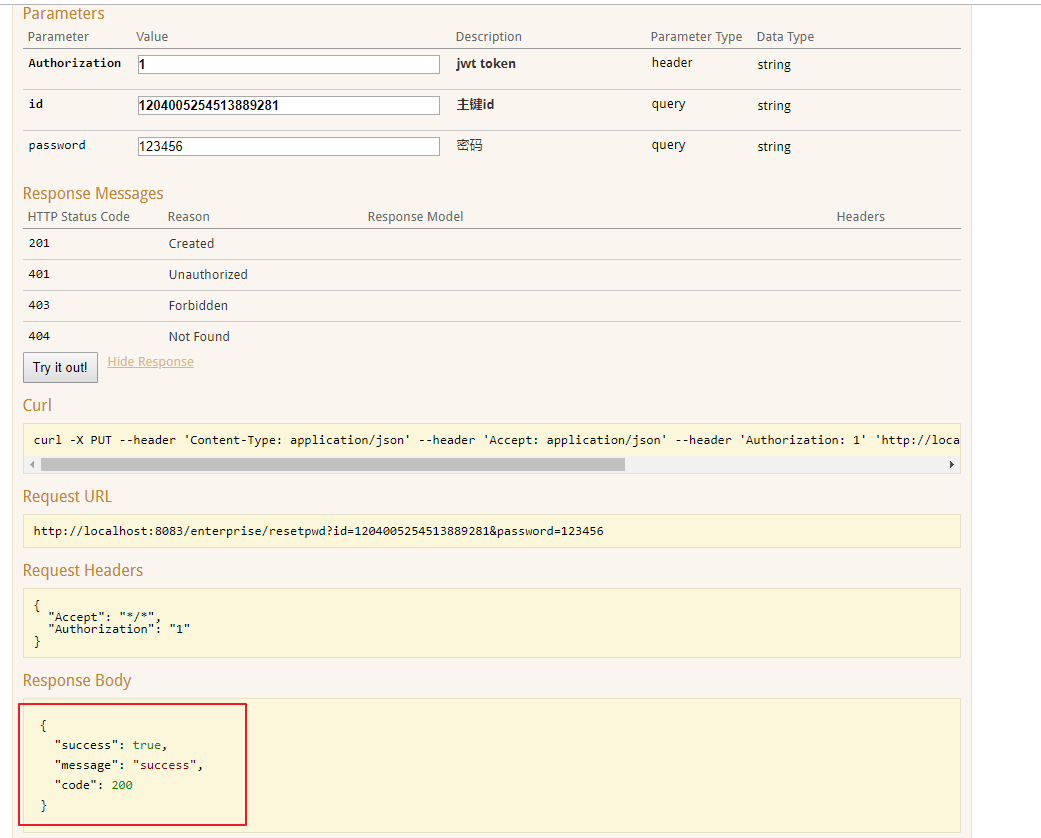 Parameters
Parameter Value Description Parameter Type Data Type
Authorization 1 jwt token header string
id 1204005254513889281 主键id query string
password 123456 密码 query string
Response Messages
HTTP Status Code Reason Response Model Headers
201 Created
401 Unauthorized
403 Forbidden
404 Not Found
Try it out! Hide Response
Curl
curl -X PUT --header 'Content-Type: application/json' --header 'Accept: application/json' --header 'Authorization: 1' 'http://loca
Request URL
http://localhost:8083/enterprise/resetpwd?id=1204005254513889281&password=123456
Request Headers
{
"Accept": "*/*",
"Authorization": "1"
}
Response Body
{
"success": true,
"message": "success",
"code": 200
}